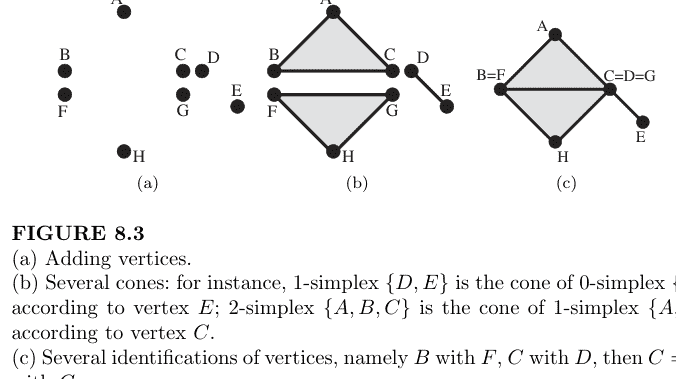 A A A
B C D B C D B=F C=D=G
F G E F G E E
H H H
(a) (b) (c)
FIGURE 8.3
(a) Adding vertices.
(b) Several cones: for instance, 1-simplex {D, E} is the cone of 0-simplex {
according to vertex E; 2-simplex {A, B, C} is the cone of 1-simplex {A,
according to vertex C.
(c) Several identifications of vertices, namely B with F, C with D, then C =